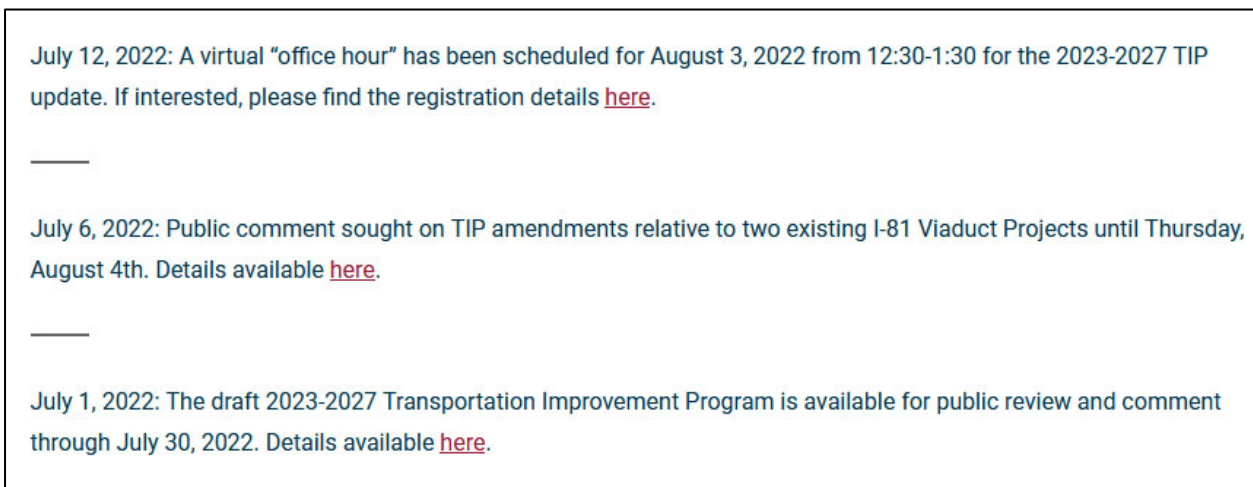 July 12, 2022: A virtual “office hour” has been scheduled for August 3, 2022 from 12:30-1:30 for the 2023-2027 TIP
update. If interested, please find the registration details here.
July 6, 2022: Public comment sought on TIP amendments relative to two existing I-81 Viaduct Projects until Thursday,
August 4th. Details available here.
July 1, 2022: The draft 2023-2027 Transportation Improvement Program is available for public review and comment
through July 30, 2022. Details available here.